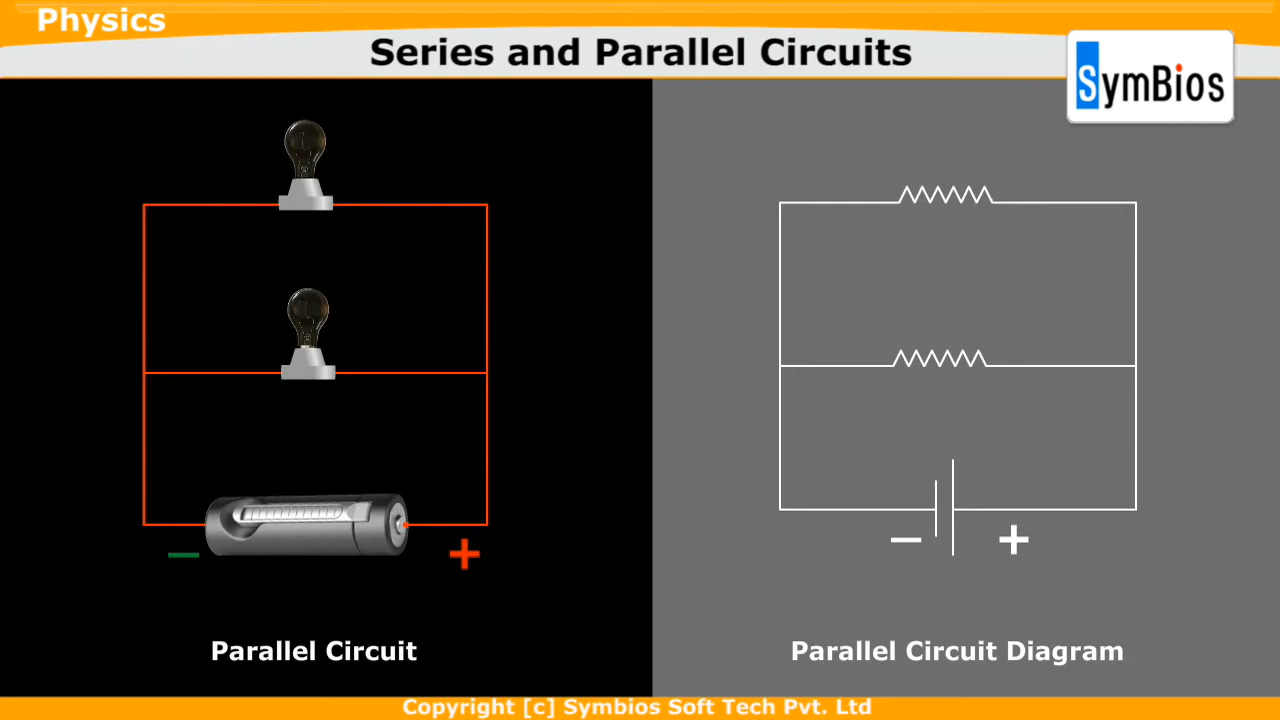 Physics
Series and Parallel Circuits
SymBios
−
+
−
+
Parallel Circuit
Parallel Circuit Diagram
Copyright [c] Symbios Soft Tech Pvt. Ltd